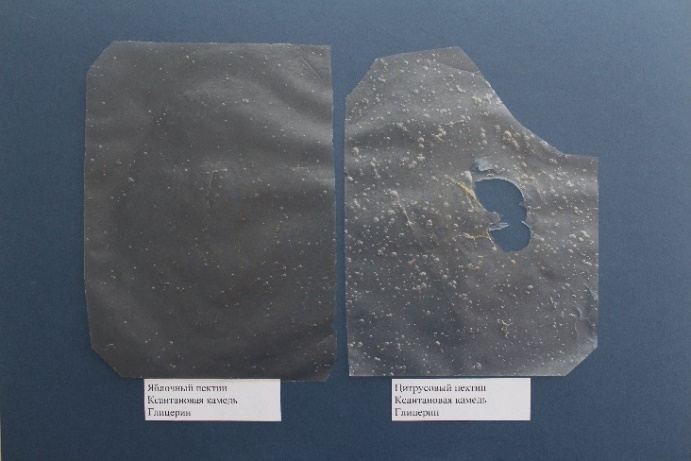 Яблочный пектин
Ксантановая камедь
Глицерин
Цитрусовый пектин
Ксантановая камедь
Глицерин